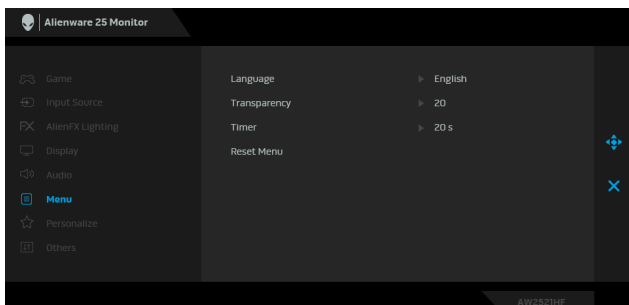 Alienware 25 Monitor
Game
Input Source
FX AlienFX Lighting
Display
Audio
Menu
Personalize
Others
Language English
Transparency 20
Timer 20 s
Reset Menu
AW2521HF